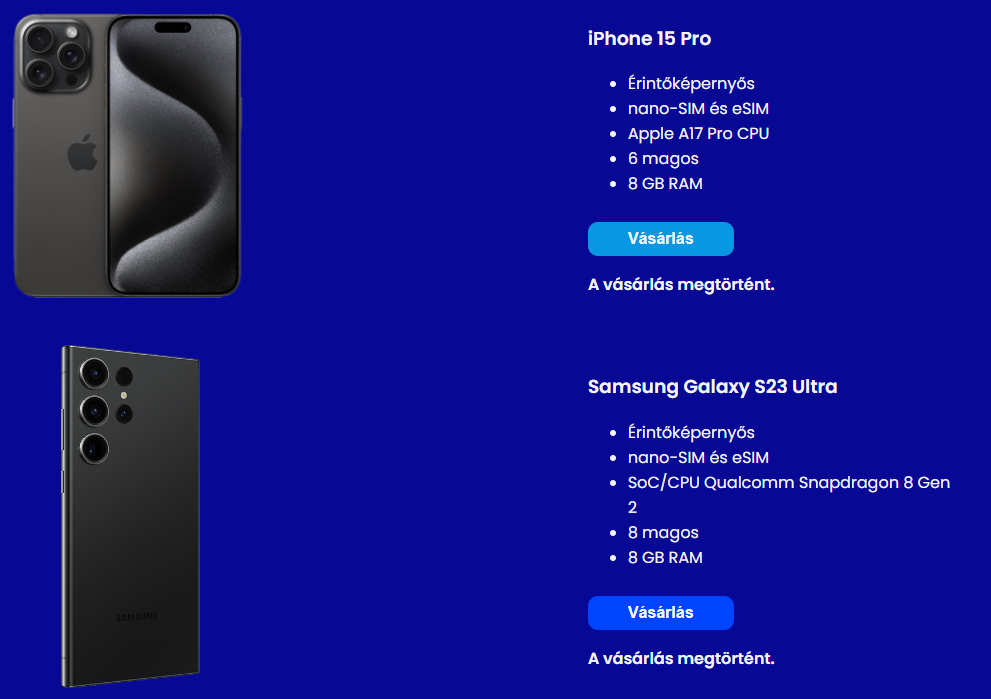 iPhone 15 Pro
Érintőképernyős
nano-SIM és eSIM
Apple A17 Pro CPU
6 magos
8 GB RAM
Vásárlás
A vásárlás megtörtént.
SAMSUNG
Samsung Galaxy S23 Ultra
Érintőképernyős
nano-SIM és eSIM
SoC/CPU Qualcomm Snapdragon 8 Gen
2
8 magos
8 GB RAM
Vásárlás
A vásárlás megtörtént.